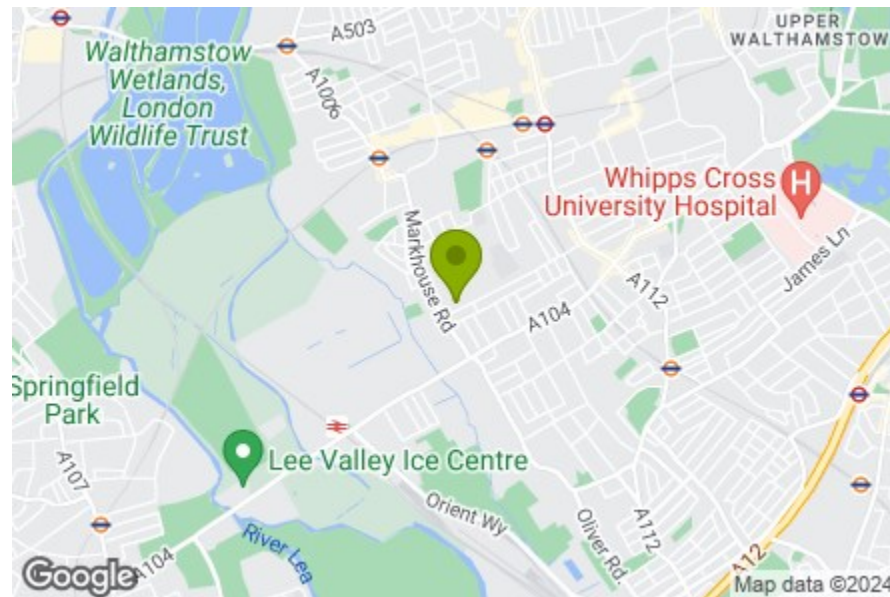 A503
UPPER
WALTHAMSTOW
Walthamstow
Wetlands,
London
Wildlife Trust
A1006
Whipps Cross
University Hospital
H
James Ln
Markhouse Rd
A112
A104
Springfield
Park
A107
Lee Valley Ice Centre
Orient Wy
Oliver Rd.
A112
A12
River Lea
A104
Google
Map data ©2024